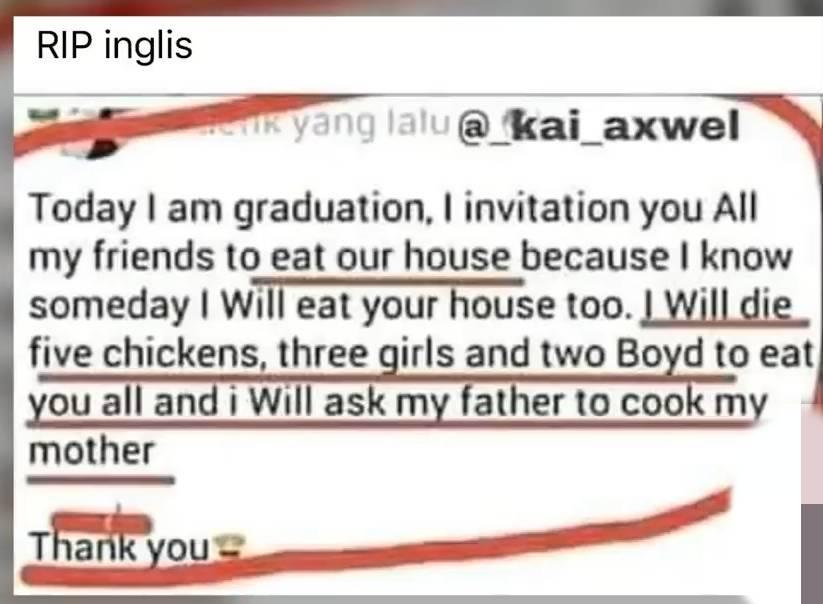 RIP inglis
yang lalu @_kai_axwel
Today I am graduation, I invitation you All
my friends to eat our house because I know
someday I Will eat your house too. I Will die
five chickens, three girls and two Boyd to eat
you all and i Will ask my father to cook my
mother
Thank you